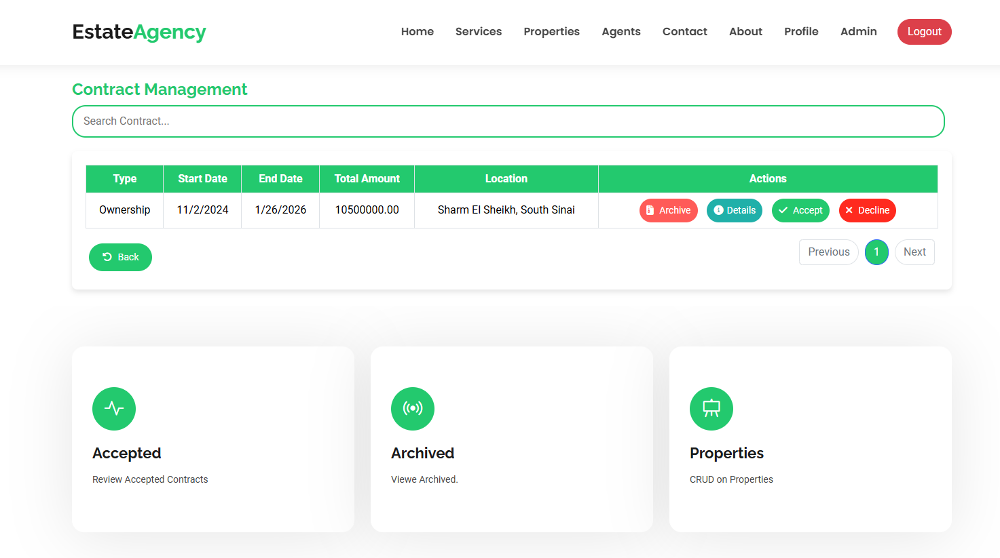 EstateAgency
Home Services Properties Agents Contact About Profile Admin Logout
Contract Management
Search Contract...
Type Start Date End Date Total Amount Location Actions
Ownership 11/2/2024 1/26/2026 10500000.00 Sharm El Sheikh, South Sinai Archive Details Accept Decline
Back
Previous 1 Next
Accepted
Review Accepted Contracts
Archived
Viewe Archived.
Properties
CRUD on Properties